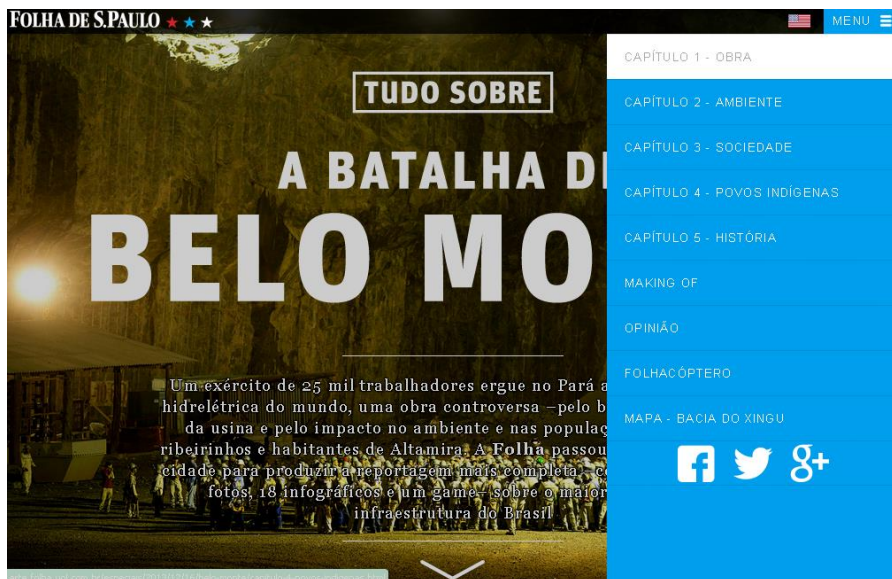 FOLHA DE S.PAULO
MENU
TUDO SOBRE
A BATALHA D
BELO MO
Um exército de 25 mil trabalhadores ergue no Pará a
hidrelétrica do mundo, uma obra controversa –pelo b
da usina e pelo impacto no ambiente e nas populaç
ribeirinhos e habitantes de Altamira. A Folha passou
cidade para produzir a reportagem mais completa –c
fotos, 18 infográficos e um game– sobre o maior
infraestrutura do Brasil
CAPÍTULO 1 - OBRA
CAPÍTULO 2 - AMBIENTE
CAPÍTULO 3 - SOCIEDADE
CAPÍTULO 4 - POVOS INDÍGENAS
CAPÍTULO 5 - HISTÓRIA
MAKING OF
OPINIÃO
FOLHACÓPTERO
MAPA - BACIA DO XINGU